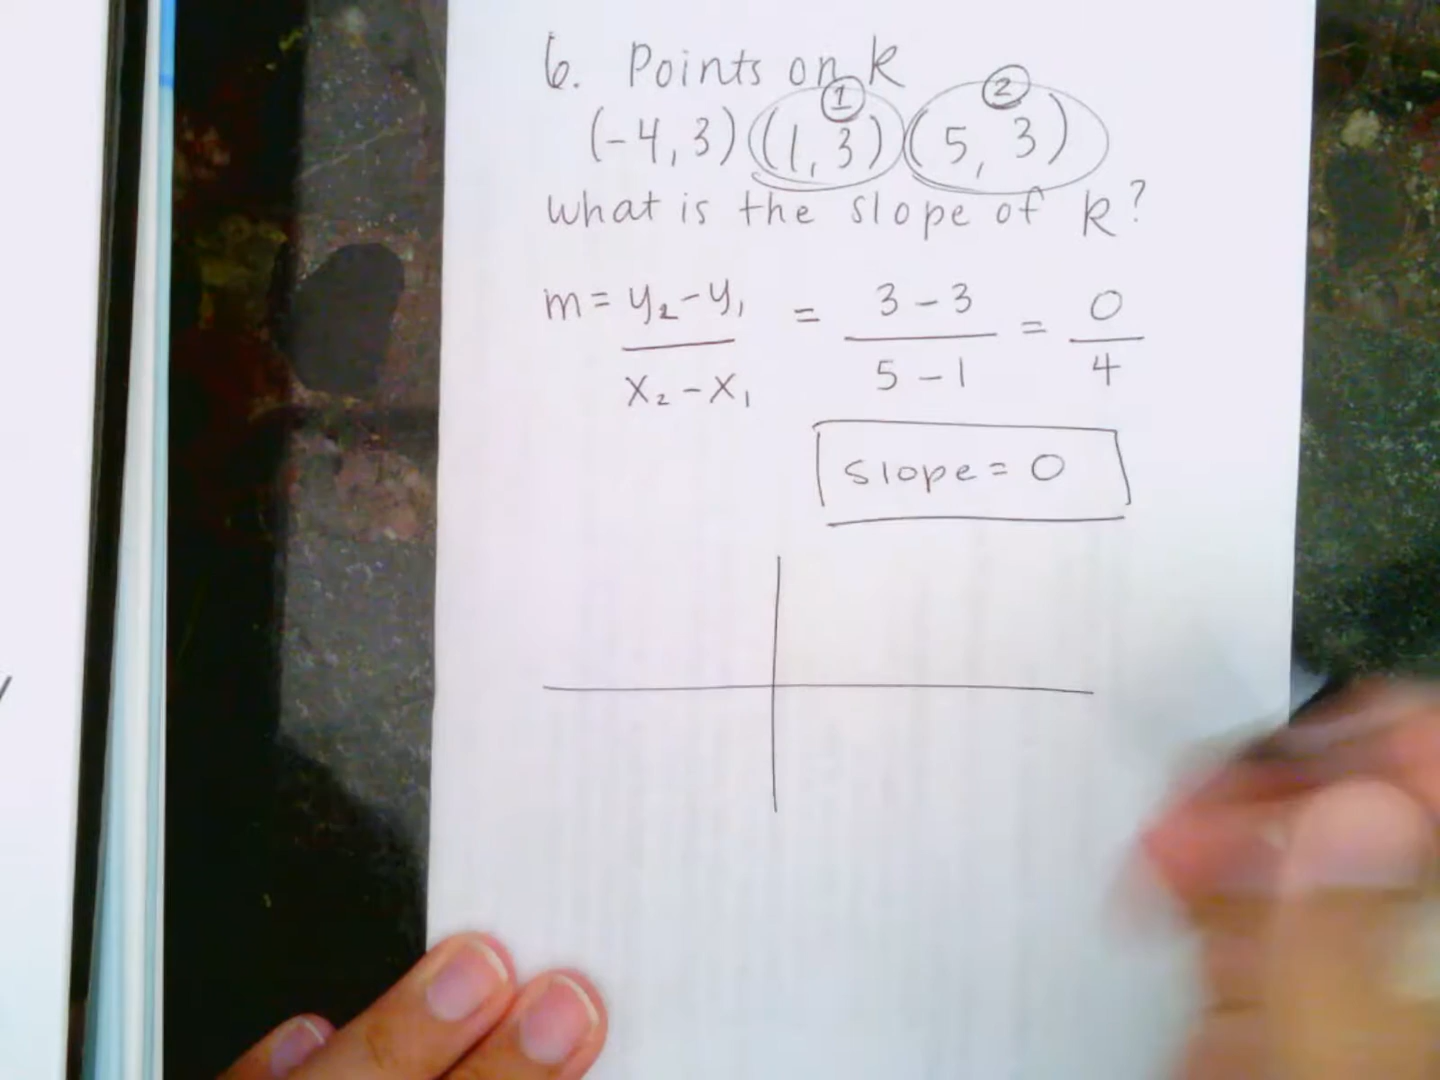 6. Points on k
① ②
(-4, 3) (1, 3) (5, 3)
what is the slope of k?
m = y₂ - y₁ / x₂ - x₁ = 3 - 3 / 5 - 1 = 0 / 4
slope = 0